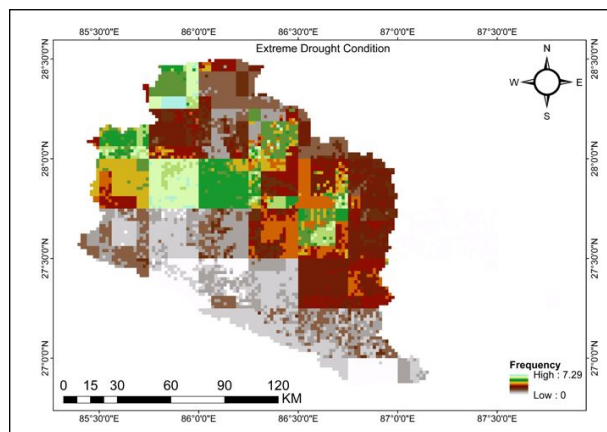 85°30'0"E 86°0'0"E 86°30'0"E 87°0'0"E 87°30'0"E
Extreme Drought Condition
N
W E
S
28°30'0"N 28°30'0"N
28°0'0"N 28°0'0"N
27°30'0"N 27°30'0"N
27°0'0"N 27°0'0"N
Frequency
High : 7.29
Low : 0
0 15 30 60 90 120
KM
85°30'0"E 86°0'0"E 86°30'0"E 87°0'0"E 87°30'0"E